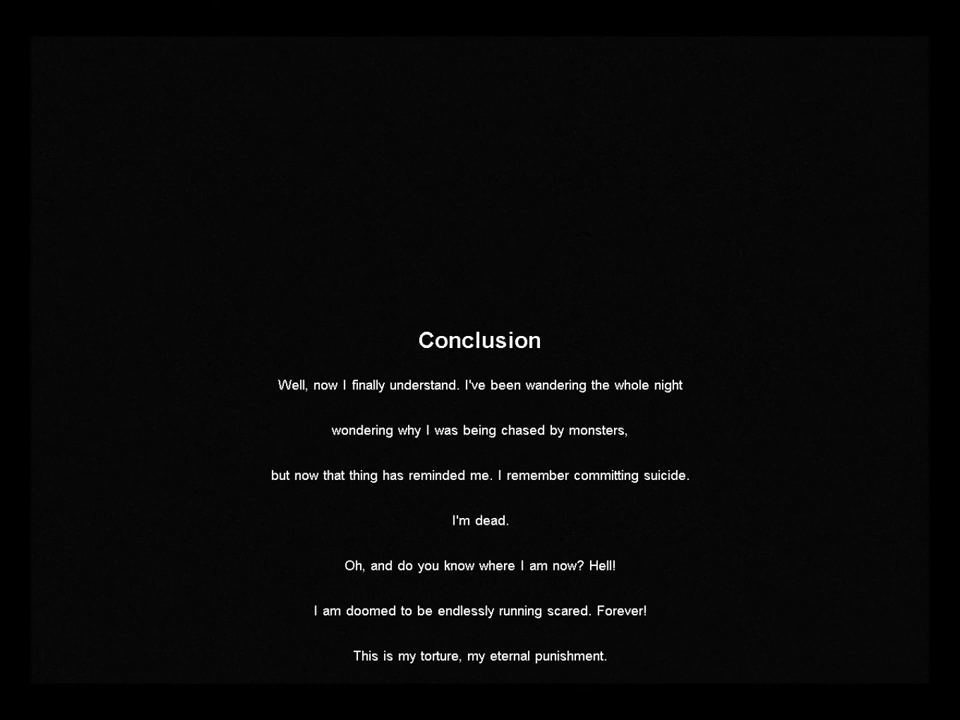 Conclusion
Well, now I finally understand. I've been wandering the whole night
wondering why I was being chased by monsters,
but now that thing has reminded me. I remember committing suicide.
I'm dead.
Oh, and do you know where I am now? Hell!
I am doomed to be endlessly running scared. Forever!
This is my torture, my eternal punishment.